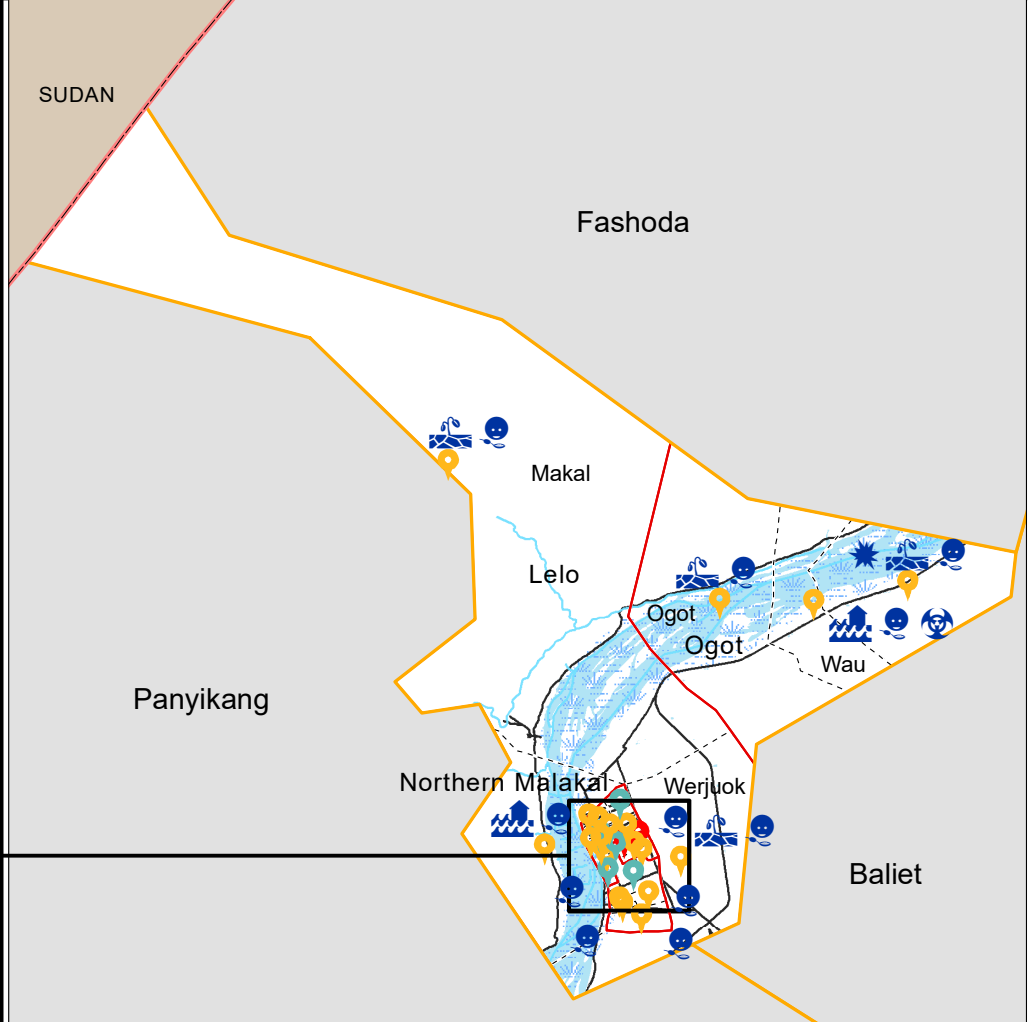 SUDAN
Fashoda
Makal
Lelo
Ogot
Ogot
Wau
Panyikang
Northern Malakal
Werjuok
Baliet